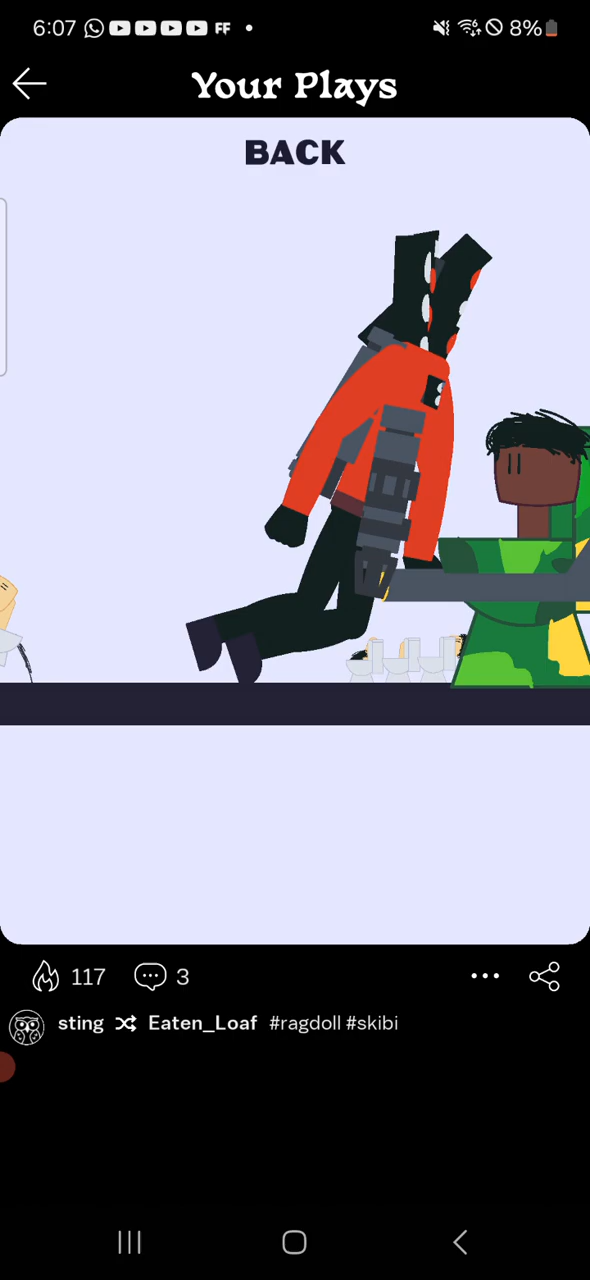 6:07 FF • 8%
Your Plays
BACK
117 3
sting Eaten_Loaf #ragdoll #skibi